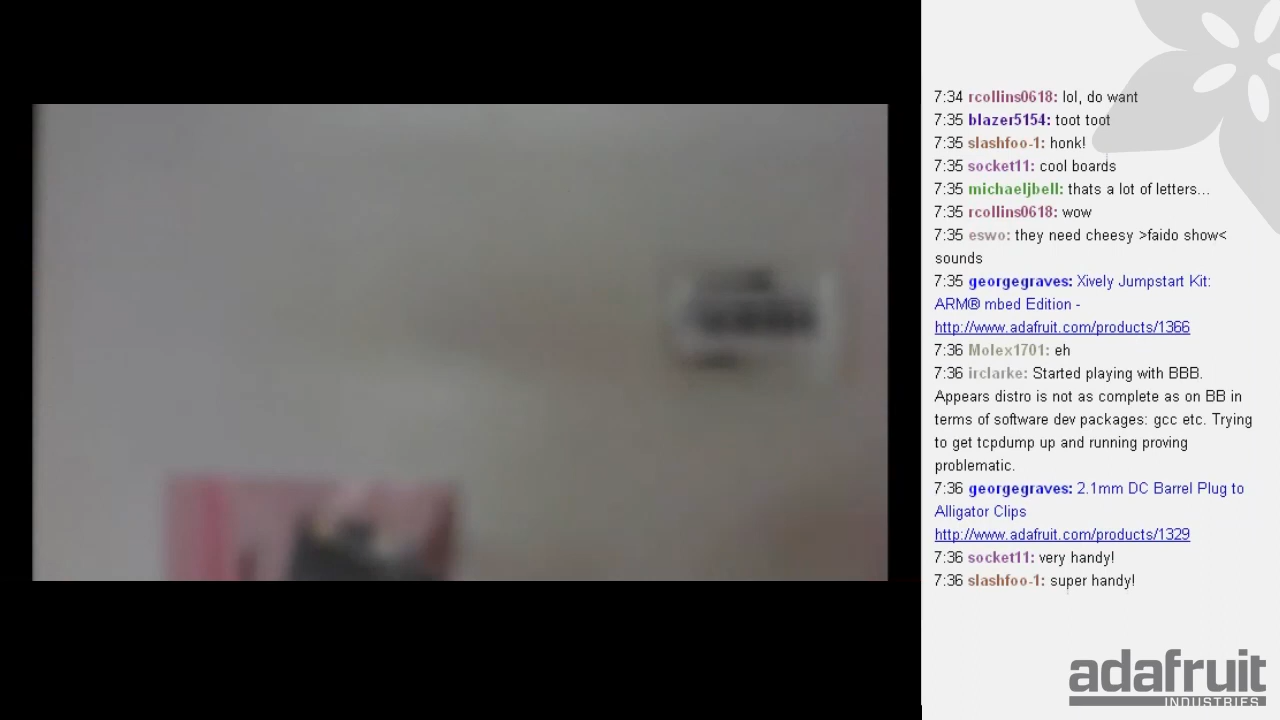 7:34 rcollins0618: lol, do want
7:35 blazer5154: toot toot
7:35 slashfoo-1: honk!
7:35 socket11: cool boards
7:35 michaeljbell: thats a lot of letters...
7:35 rcollins0618: wow
7:35 eswo: they need cheesy >faido show<
sounds
7:35 georgegraves: Xively Jumpstart Kit:
ARM® mbed Edition -
http://www.adafruit.com/products/1366
7:36 Molex1701: eh
7:36 irclarke: Started playing with BBB.
Appears distro is not as complete as on BB in
terms of software dev packages: gcc etc. Trying
to get tcpdump up and running proving
problematic.
7:36 georgegraves: 2.1mm DC Barrel Plug to
Alligator Clips
http://www.adafruit.com/products/1329
7:36 socket11: very handy!
7:36 slashfoo-1: super handy!
adafruit
INDUSTRIES